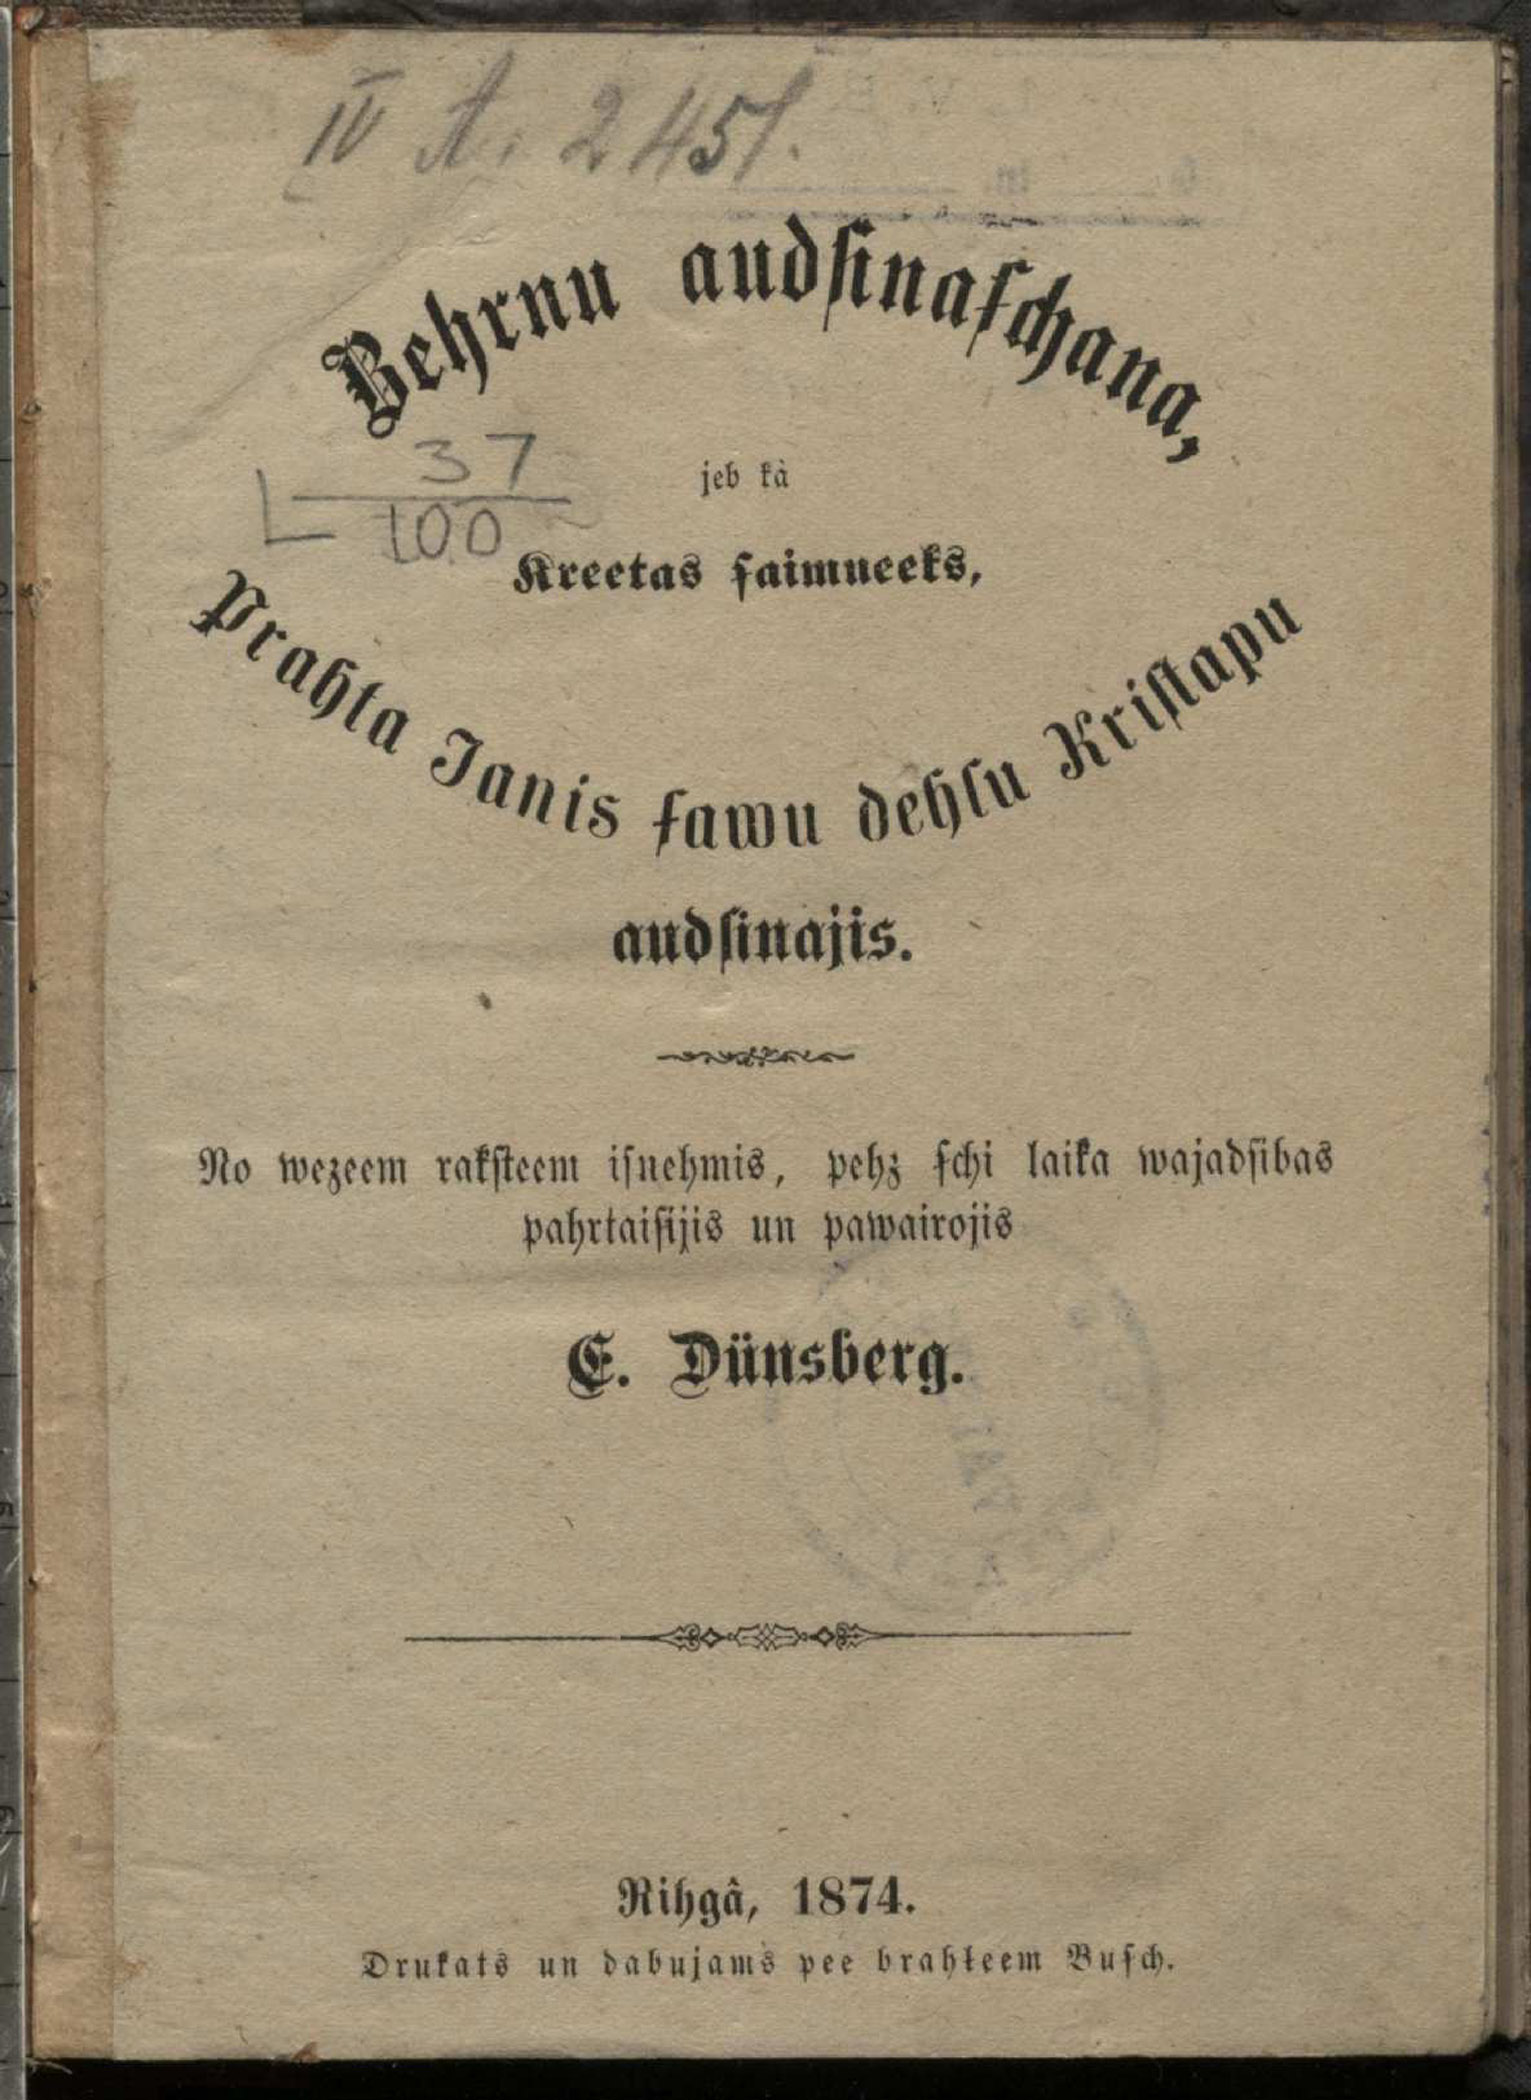 IV A. 2451.
Behrnu audſinaſchana,
37
jeb kà
L 100
Kreetas ſaimneeks,
Prahta Janis ſawu dehlu Kriſtapu
audſinajis.
No wezeem rakſteem iſnehmis, pehz ſchi laika wajadſibas
pahrtaiſijis un pawairojis
E. Dünsberg.
Rihgâ, 1874.
Drukats un dabujams pee brahłeem Buſch.